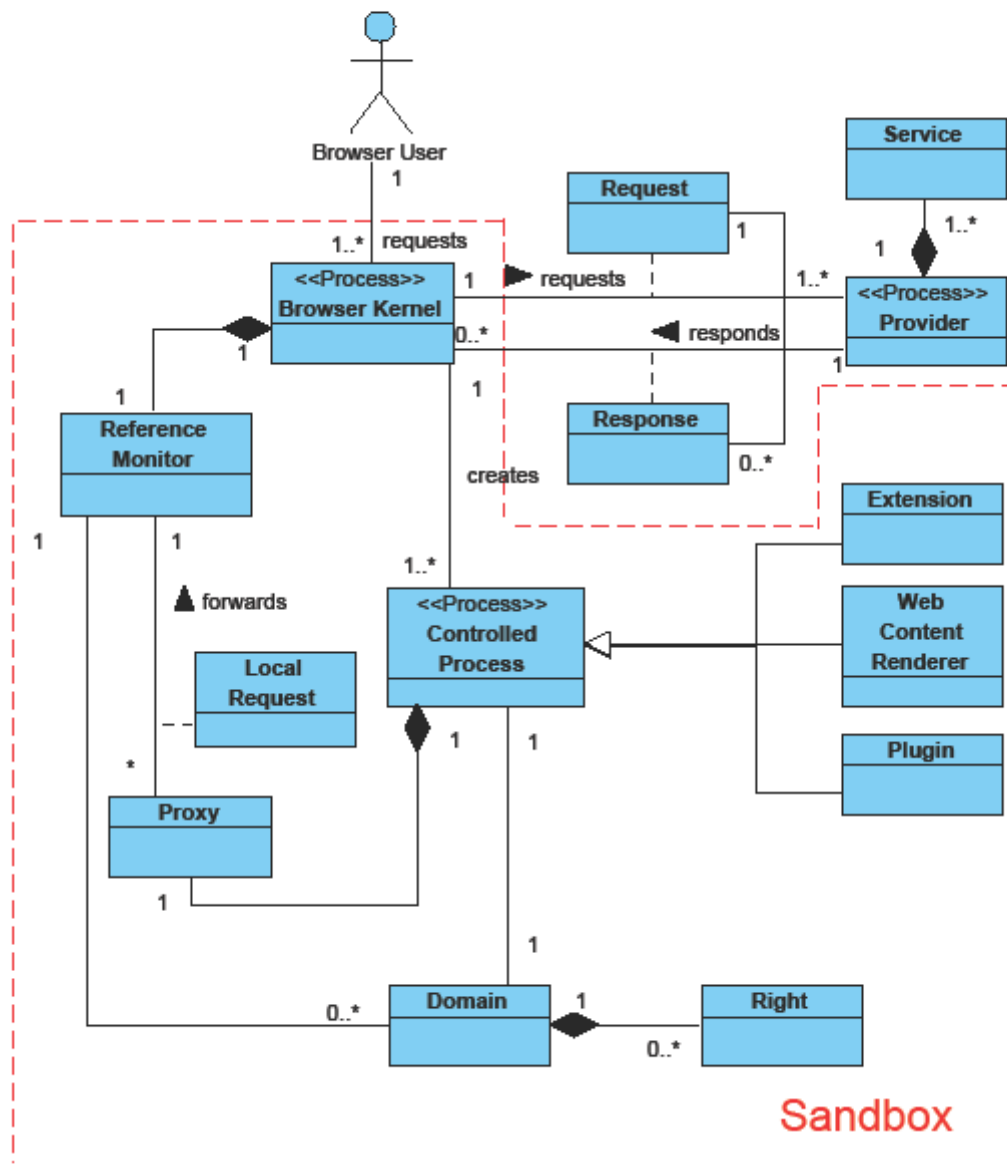 Browser User
1
Service
Request
1
1..*
1..*
requests
1
<<Process>>
Browser Kernel
1
requests
1..*
<<Process>>
Provider
0..*
responds
1
1
1
1
Reference
Monitor
Response
0..*
creates
Extension
1
1
1..*
forwards
<<Process>>
Controlled
Process
Web
Content
Renderer
Local
Request
1
1
Plugin
*
Proxy
1
1
Domain
1
Right
0..*
0..*
Sandbox